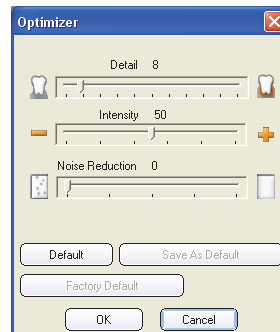 Optimizer
Detail 8
Intensity 50
Noise Reduction 0
Default
Save As Default
Factory Default
OK
Cancel